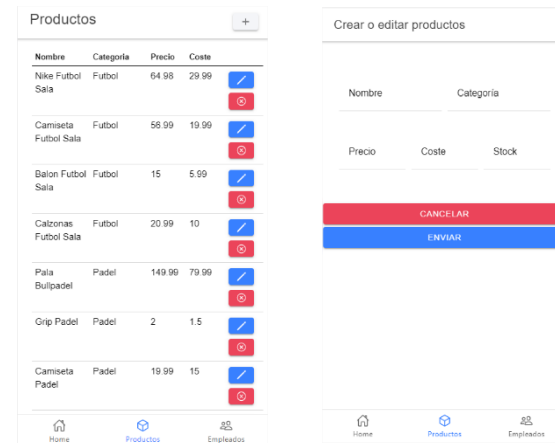 Productos
+
Nombre Categoria Precio Coste
Nike Futbol Sala Futbol 64.98 29.99
Camiseta Futbol Sala Futbol 56.99 19.99
Balon Futbol Sala Futbol 15 5.99
Calzonas Futbol Sala Futbol 20.99 10
Pala Bullpadel Padel 149.99 79.99
Grip Padel Padel 2 1.5
Camiseta Padel Padel 19.99 15
Home Productos Empleados
Crear o editar productos
Nombre Categoría
Precio Coste Stock
CANCELAR
ENVIAR
Home Productos Empleados